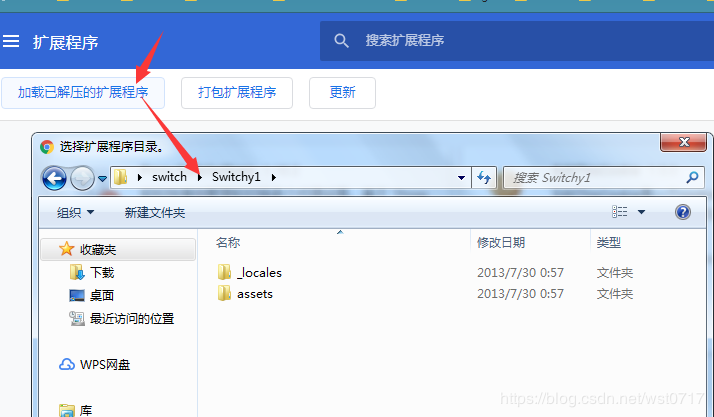 扩展程序
搜索扩展程序
加载已解压的扩展程序
打包扩展程序
更新
选择扩展程序目录。
switch
Switchy1
搜索 Switchy1
组织
新建文件夹
名称
修改日期
类型
收藏夹
_locales
2013/7/30 0:57
文件夹
下载
assets
2013/7/30 0:57
文件夹
桌面
最近访问的位置
WPS网盘
库
https://blog.csdn.net/wst0717